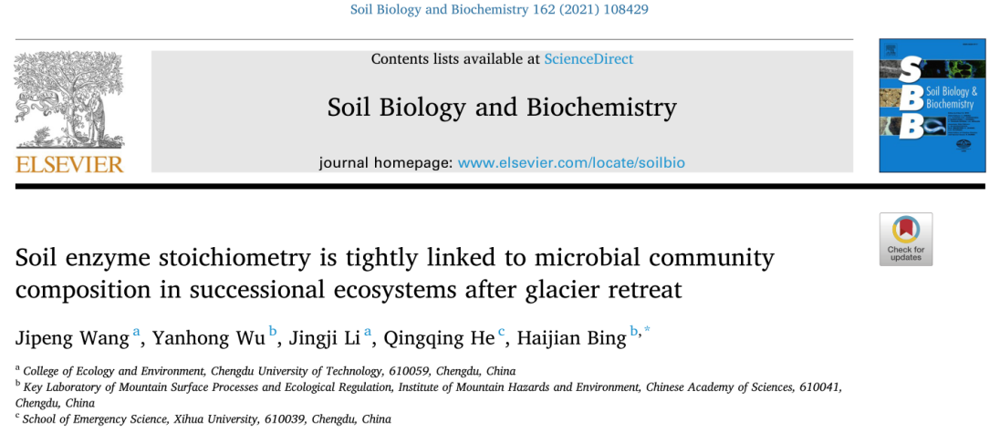 Soil Biology and Biochemistry 162 (2021) 108429
Contents lists available at ScienceDirect
Soil Biology and Biochemistry
journal homepage: www.elsevier.com/locate/soilbio
ELSEVIER
S
B
B
Soil Biology &
Biochemistry
Check for
updates
Soil enzyme stoichiometry is tightly linked to microbial community
composition in successional ecosystems after glacier retreat
Jipeng Wang a, Yanhong Wu b, Jingji Li a, Qingqing He c, Haijian Bing b,*
a College of Ecology and Environment, Chengdu University of Technology, 610059, Chengdu, China
b Key Laboratory of Mountain Surface Processes and Ecological Regulation, Institute of Mountain Hazards and Environment, Chinese Academy of Sciences, 610041,
Chengdu, China
c School of Emergency Science, Xihua University, 610039, Chengdu, China